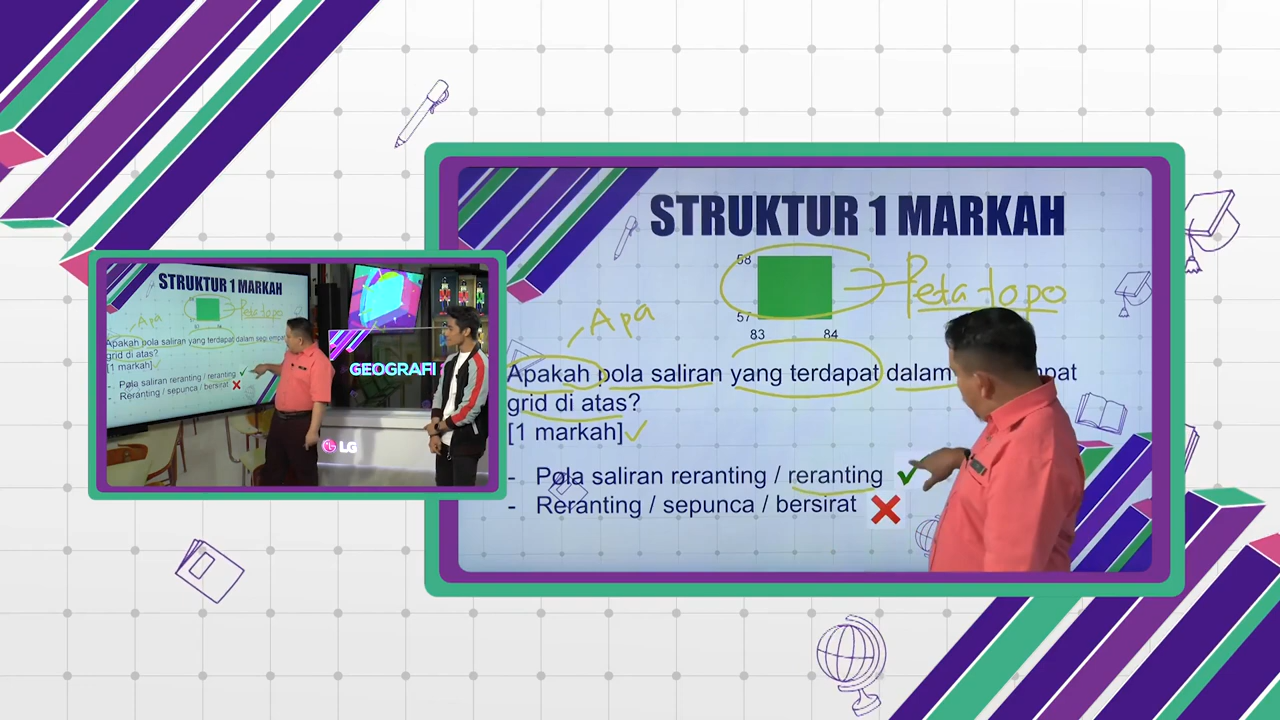 STRUKTUR 1 MARKAH
58
57
83 84
Peta topo
Apa
Apakah pola saliran yang terdapat dalam pat
grid di atas?
[1 markah]
- Pola saliran reranting / reranting
- Reranting / sepunca / bersirat
STRUKTUR 1 MARKAH
Peta topo
Apa
Apakah pola saliran yang terdapat dalam segi empat
grid di atas?
[1 markah]
- Pola saliran reranting / reranting
- Reranting / sepunca / bersirat
GEOGRAFI
LG